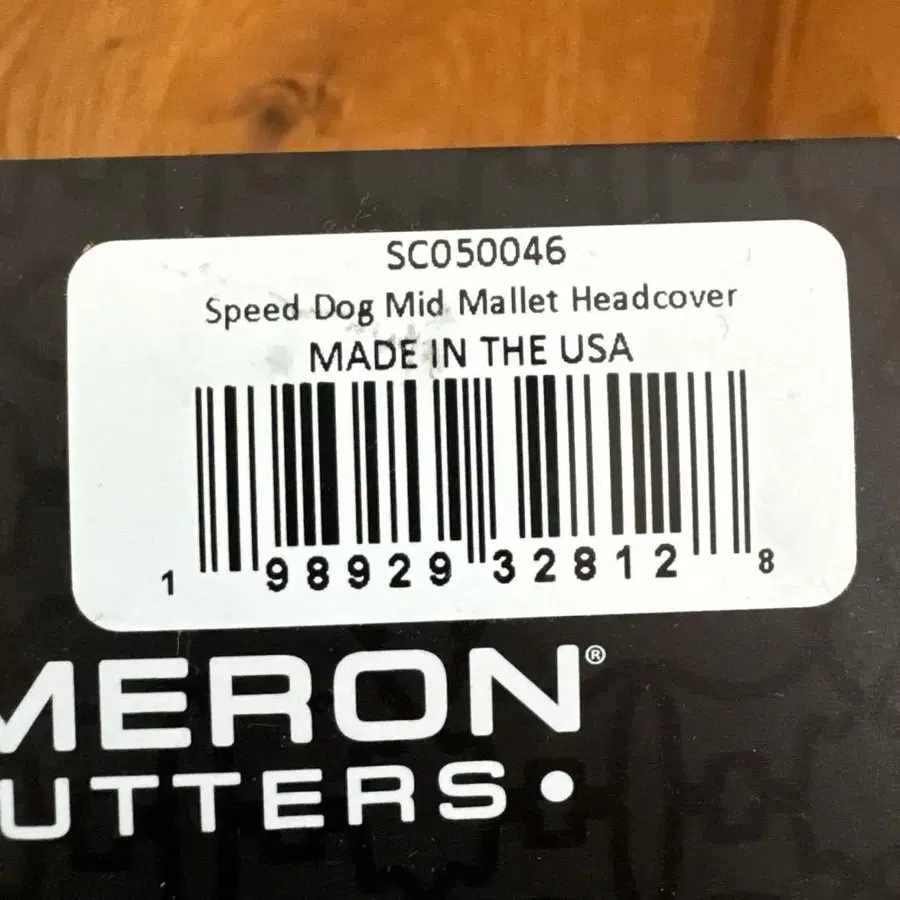 SC050046
Speed Dog Mid Mallet Headcover
MADE IN THE USA
1 98929 32812 8
MERON®
UTTERS•